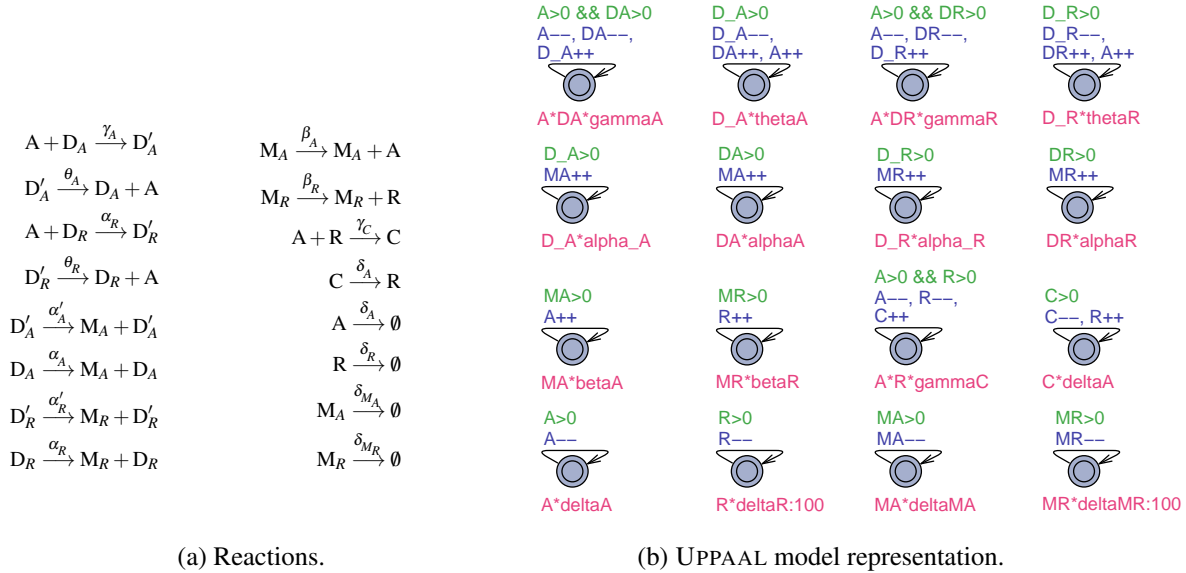 A + D_A —γ_A→ D′_A
D′_A —θ_A→ D_A + A
A + D_R —α_R→ D′_R
D′_R —θ_R→ D_R + A
D′_A —α′_A→ M_A + D′_A
D_A —α_A→ M_A + D_A
D′_R —α′_R→ M_R + D′_R
D_R —α_R→ M_R + D_R
M_A —β_A→ M_A + A
M_R —β_R→ M_R + R
A + R —γ_C→ C
C —δ_A→ R
A —δ_A→ ∅
R —δ_R→ ∅
M_A —δ_{M_A}→ ∅
M_R —δ_{M_R}→ ∅
(a) Reactions.
A>0 && DA>0
A−−, DA−−,
D_A++
A*DA*gammaA
D_A>0
D_A−−,
DA++, A++
D_A*thetaA
A>0 && DR>0
A−−, DR−−,
D_R++
A*DR*gammaR
D_R>0
D_R−−,
DR++, A++
D_R*thetaR
D_A>0
MA++
D_A*alpha_A
DA>0
MA++
DA*alphaA
D_R>0
MR++
D_R*alpha_R
DR>0
MR++
DR*alphaR
MA>0
A++
MA*betaA
MR>0
R++
MR*betaR
A>0 && R>0
A−−, R−−,
C++
A*R*gammaC
C>0
C−−, R++
C*deltaA
A>0
A−−
A*deltaA
R>0
R−−
R*deltaR:100
MA>0
MA−−
MA*deltaMA
MR>0
MR−−
MR*deltaMR:100
(b) UPPAAL model representation.